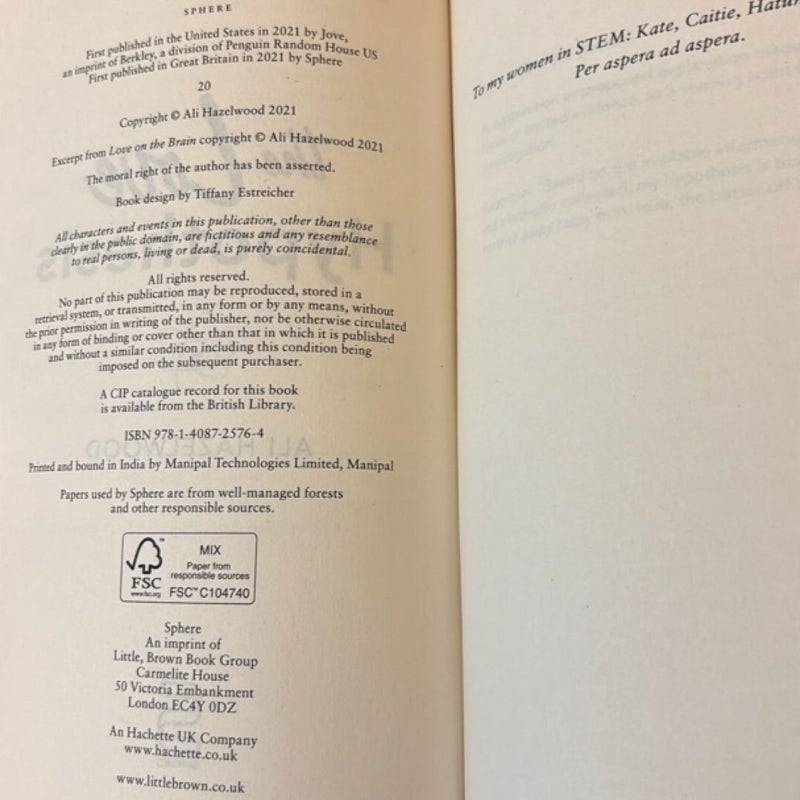 SPHERE
First published in the United States in 2021 by Jove,
an imprint of Berkley, a division of Penguin Random House US
First published in Great Britain in 2021 by Sphere
20
Copyright © Ali Hazelwood 2021
Excerpt from Love on the Brain copyright © Ali Hazelwood 2021
The moral right of the author has been asserted.
Book design by Tiffany Estreicher
All characters and events in this publication, other than those
clearly in the public domain, are fictitious and any resemblance
to real persons, living or dead, is purely coincidental.
All rights reserved.
No part of this publication may be reproduced, stored in a
retrieval system, or transmitted, in any form or by any means, without
the prior permission in writing of the publisher, nor be otherwise circulated
in any form of binding or cover other than that in which it is published
and without a similar condition including this condition being
imposed on the subsequent purchaser.
A CIP catalogue record for this book
is available from the British Library.
ISBN 978-1-4087-2576-4
Printed and bound in India by Manipal Technologies Limited, Manipal
Papers used by Sphere are from well-managed forests
and other responsible sources.
FSC
www.fsc.org
MIX
Paper from
responsible sources
FSC™ C104740
Sphere
An imprint of
Little, Brown Book Group
Carmelite House
50 Victoria Embankment
London EC4Y 0DZ
An Hachette UK Company
www.hachette.co.uk
www.littlebrown.co.uk
To my women in STEM: Kate, Caitie, Hatun
Per aspera ad aspera.